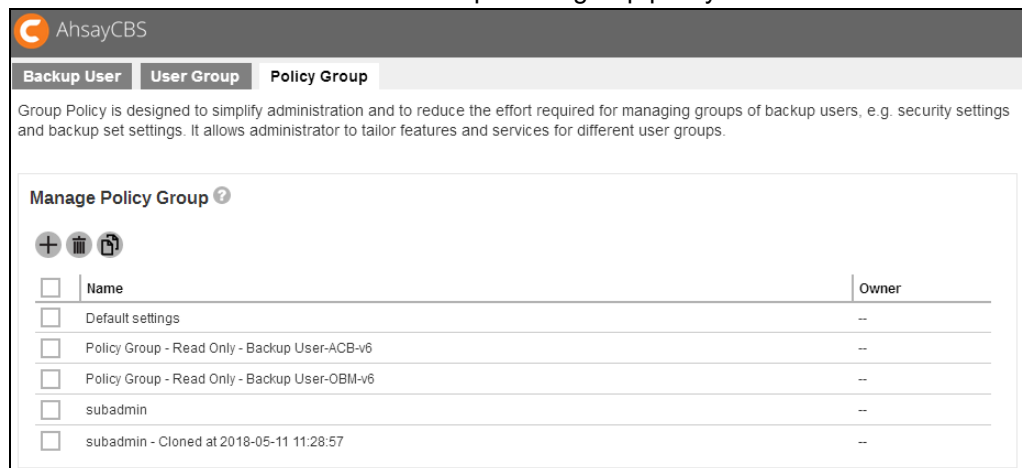 AhsayCBS
Backup User User Group Policy Group
Group Policy is designed to simplify administration and to reduce the effort required for managing groups of backup users, e.g. security settings
and backup set settings. It allows administrator to tailor features and services for different user groups.
Manage Policy Group ?
Name Owner
Default settings --
Policy Group - Read Only - Backup User-ACB-v6 --
Policy Group - Read Only - Backup User-OBM-v6 --
subadmin --
subadmin - Cloned at 2018-05-11 11:28:57 --